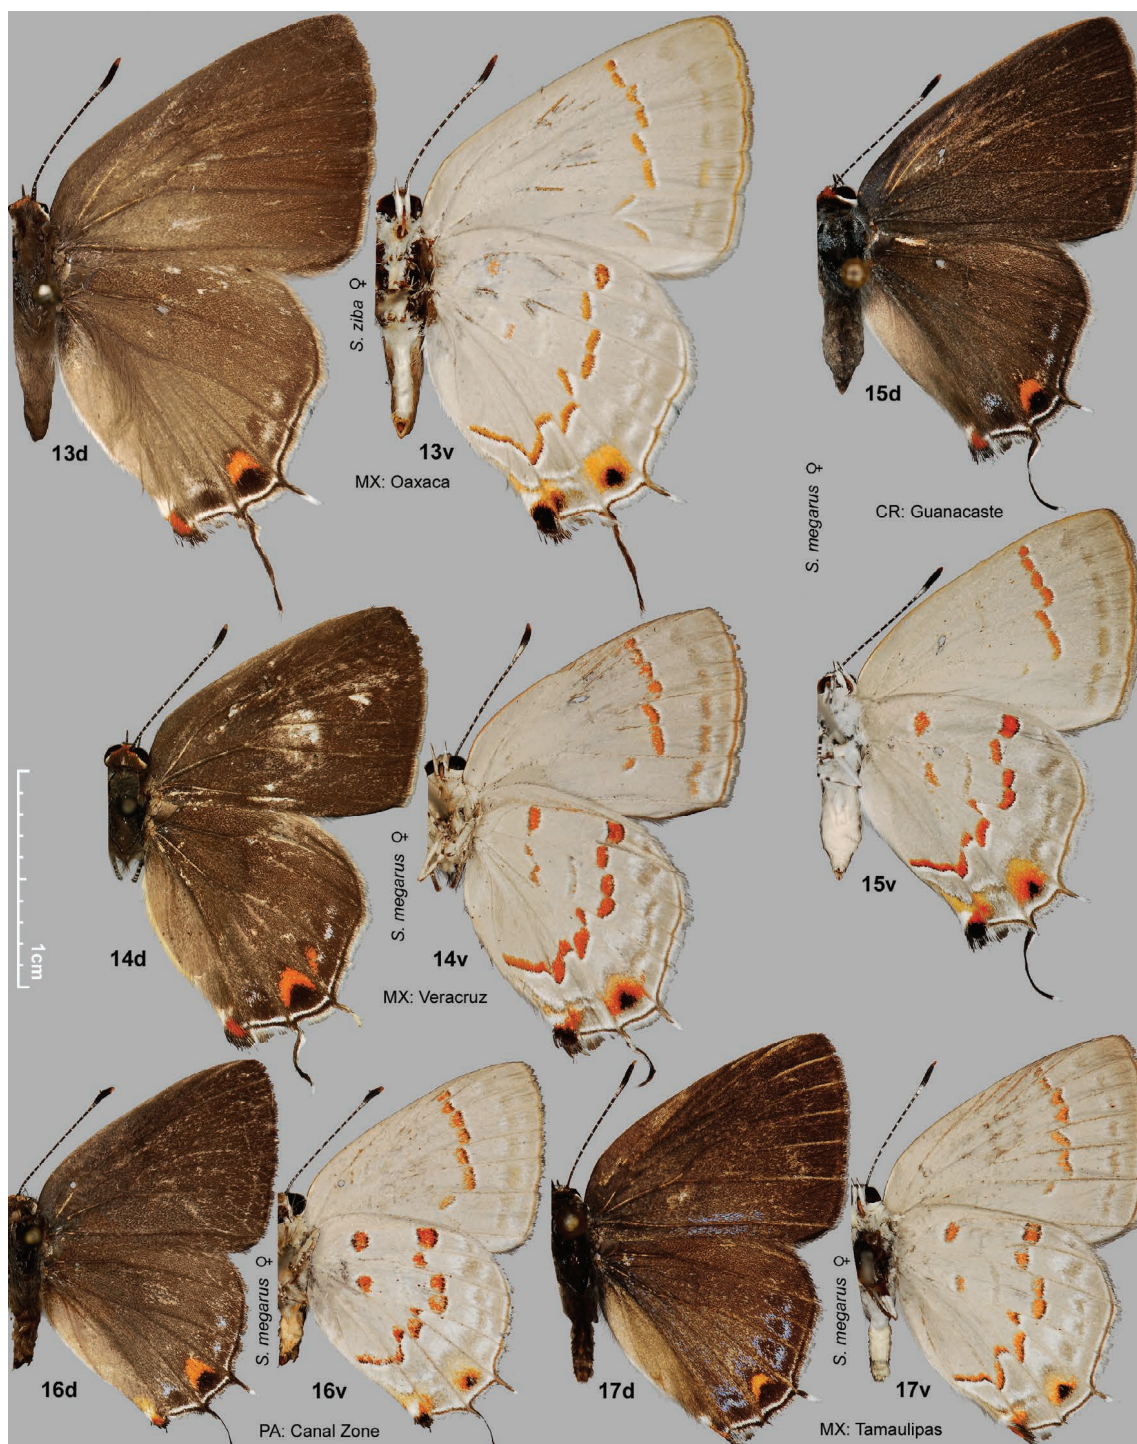 S. ziba ♀
13d
13v
MX: Oaxaca
15d
S. megarus ♀
CR: Guanacaste
14d
S. megarus ♀
14v
MX: Veracruz
15v
1cm
16d
S. megarus ♀
16v
PA: Canal Zone
17d
S. megarus ♀
17v
MX: Tamaulipas